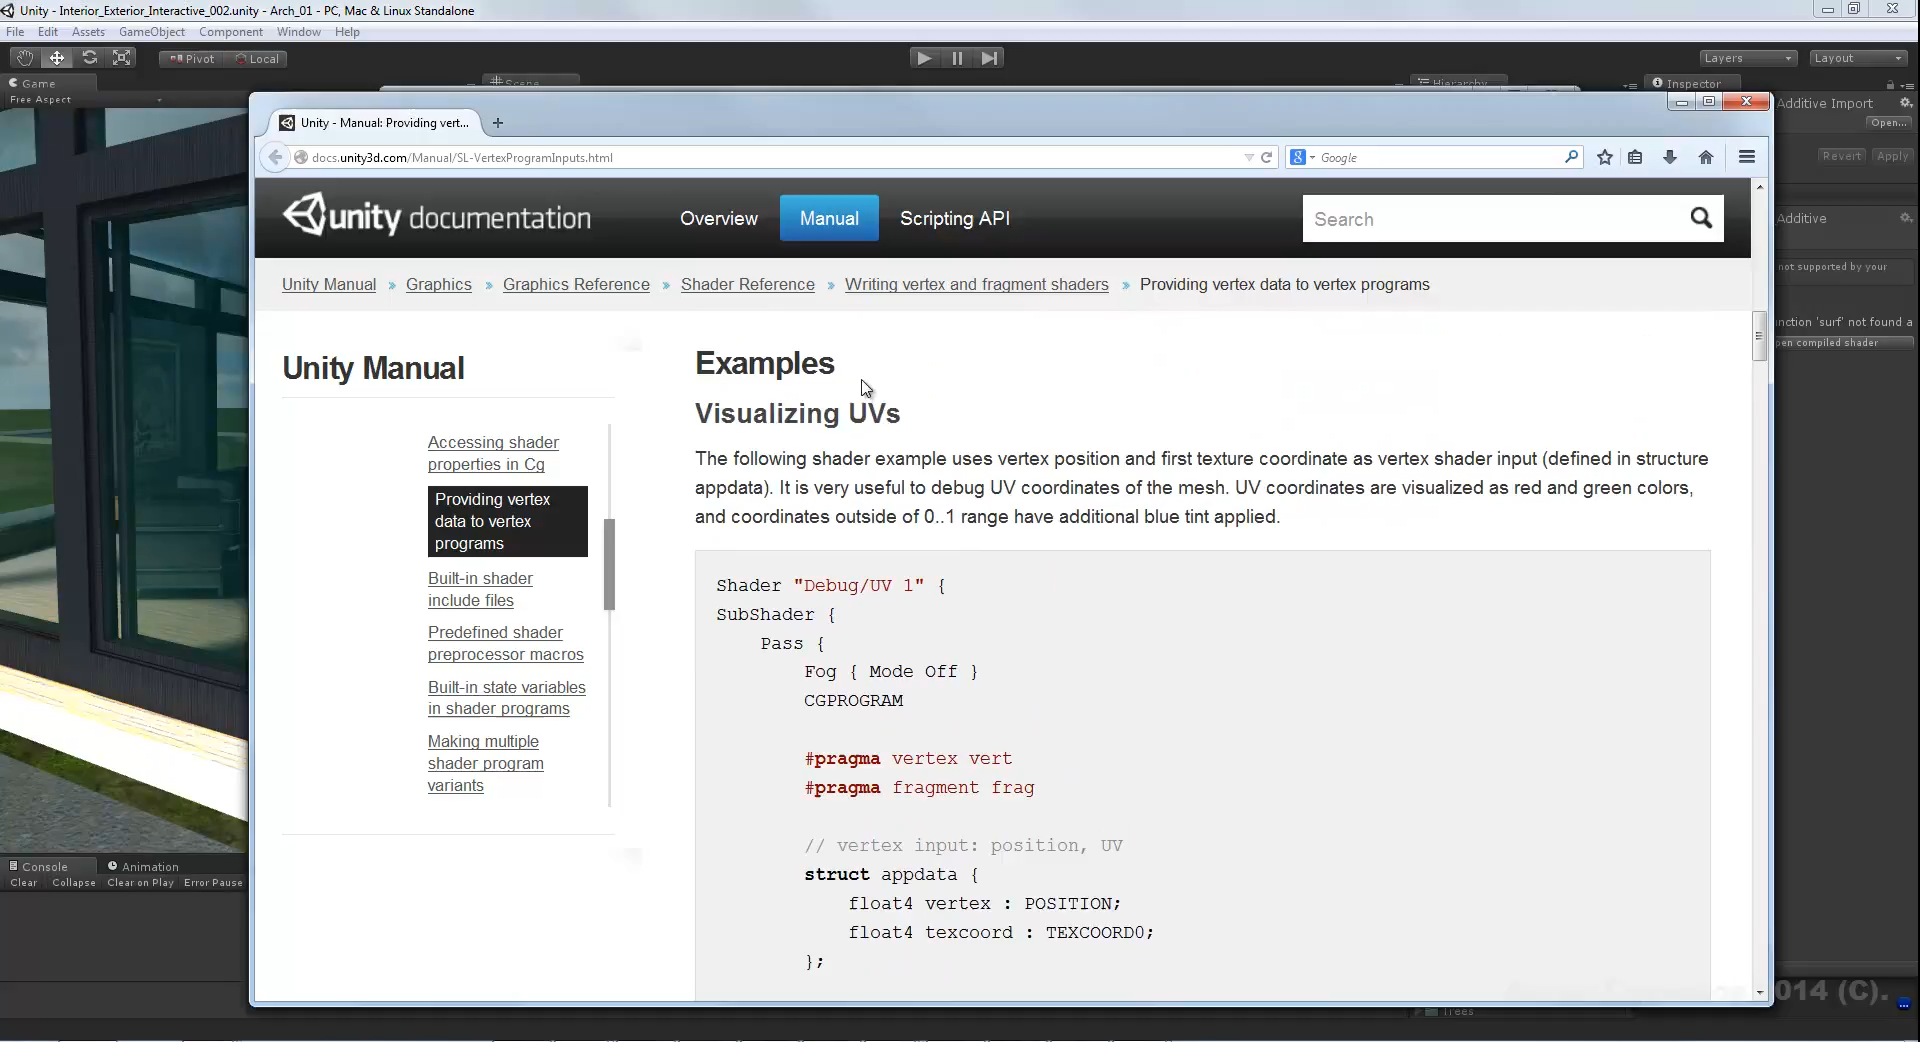 Unity - Interior_Exterior_Interactive_002.unity - Arch_01 - PC, Mac & Linux Standalone
File Edit Assets GameObject Component Window Help
Pivot Local Layers Layout
Game Scene Hierarchy Inspector
Free Aspect
Additive Import
Open...
Revert Apply
Additive
not supported by your
nction 'surf' not found a
pen compiled shader
Unity - Manual: Providing vert...
docs.unity3d.com/Manual/SL-VertexProgramInputs.html
Google
unity documentation
Overview Manual Scripting API
Search
Unity Manual » Graphics » Graphics Reference » Shader Reference » Writing vertex and fragment shaders » Providing vertex data to vertex programs
Unity Manual
Accessing shader
properties in Cg
Providing vertex
data to vertex
programs
Built-in shader
include files
Predefined shader
preprocessor macros
Built-in state variables
in shader programs
Making multiple
shader program
variants
Examples
Visualizing UVs
The following shader example uses vertex position and first texture coordinate as vertex shader input (defined in structure
appdata). It is very useful to debug UV coordinates of the mesh. UV coordinates are visualized as red and green colors,
and coordinates outside of 0..1 range have additional blue tint applied.
Shader "Debug/UV 1" {
SubShader {
Pass {
Fog { Mode Off }
CGPROGRAM
#pragma vertex vert
#pragma fragment frag
// vertex input: position, UV
struct appdata {
float4 vertex : POSITION;
float4 texcoord : TEXCOORD0;
};
Console Animation
Clear Collapse Clear on Play Error Pause
014 (C).
Trees